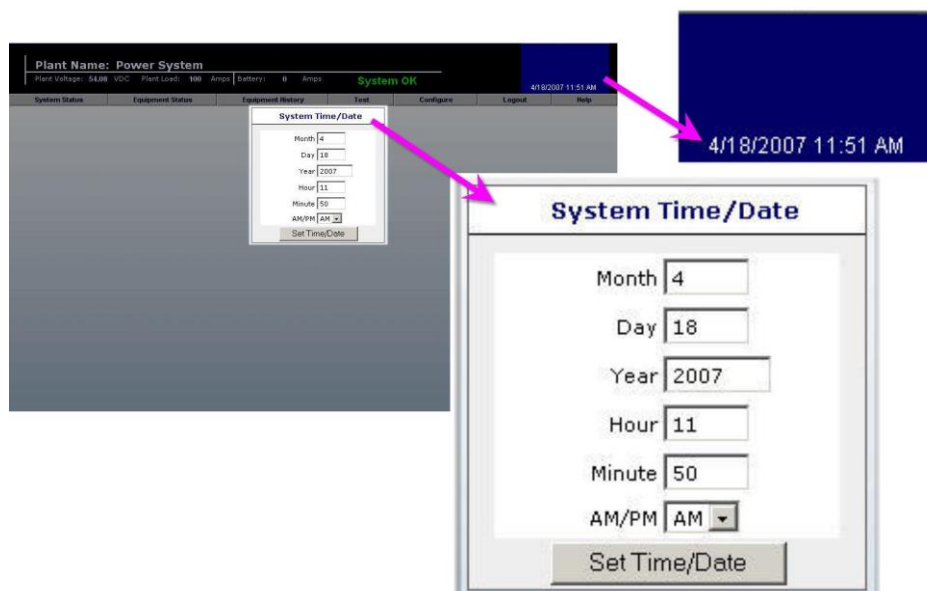 Plant Name: Power System
Plant Voltage: 54.00 VDC Plant Load: 100 Amps Battery: 0 Amps System OK
4/18/2007 11:51 AM
System Status Equipment Status Equipment History Test Configure Logout Help
System Time/Date
Month 4
Day 18
Year 2007
Hour 11
Minute 50
AM/PM AM
Set Time/Date
4/18/2007 11:51 AM
System Time/Date
Month 4
Day 18
Year 2007
Hour 11
Minute 50
AM/PM AM
Set Time/Date